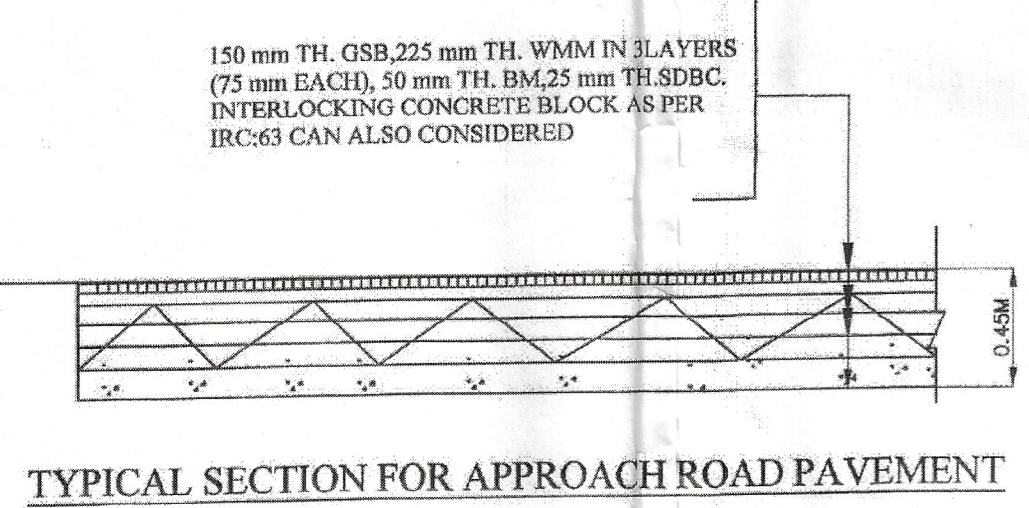 150 mm TH. GSB,225 mm TH. WMM IN 3LAYERS
(75 mm EACH), 50 mm TH. BM,25 mm TH.SDBC.
INTERLOCKING CONCRETE BLOCK AS PER
IRC:63 CAN ALSO CONSIDERED
0.45M
TYPICAL SECTION FOR APPROACH ROAD PAVEMENT